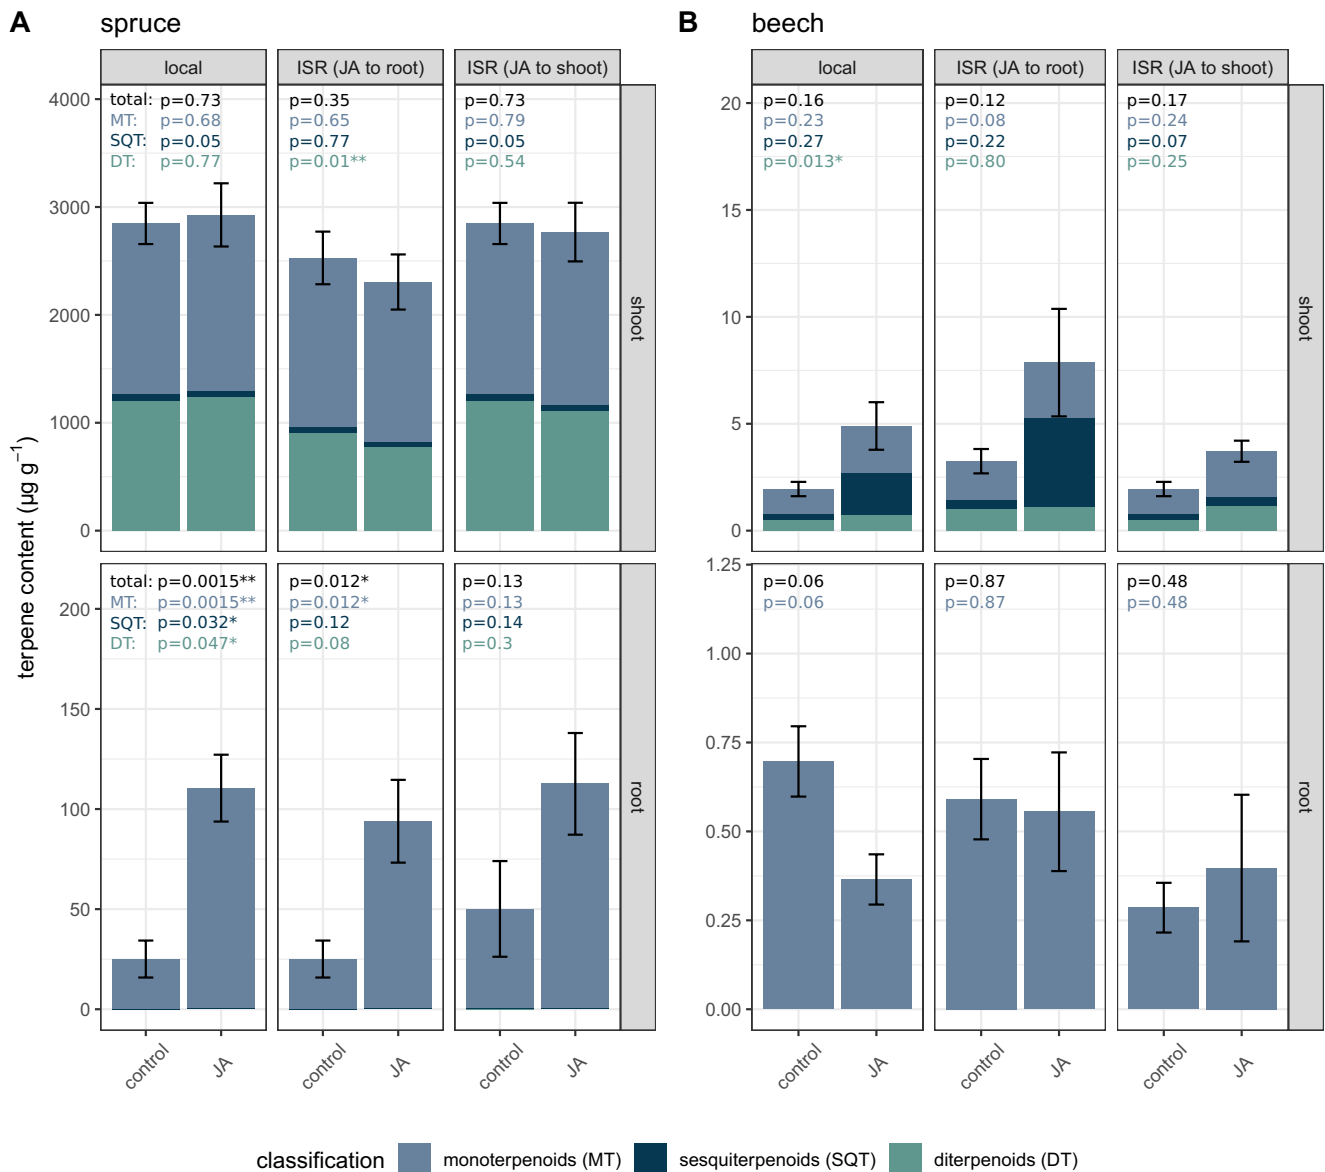 A spruce
local ISR (JA to root) ISR (JA to shoot)
total: p=0.73 p=0.35 p=0.73
MT: p=0.68 p=0.65 p=0.79
SQT: p=0.05 p=0.77 p=0.05
DT: p=0.77 p=0.01** p=0.54
4000
3000
2000
1000
0
shoot
total: p=0.0015** p=0.012* p=0.13
MT: p=0.0015** p=0.012* p=0.13
SQT: p=0.032* p=0.12 p=0.14
DT: p=0.047* p=0.08 p=0.3
200
150
100
50
0
root
terpene content (µg g⁻¹)
control JA control JA control JA
B beech
local ISR (JA to root) ISR (JA to shoot)
p=0.16 p=0.12 p=0.17
p=0.23 p=0.08 p=0.24
p=0.27 p=0.22 p=0.07
p=0.013* p=0.80 p=0.25
20
15
10
5
0
shoot
p=0.06 p=0.87 p=0.48
p=0.06 p=0.87 p=0.48
1.25
1.00
0.75
0.50
0.25
0.00
root
control JA control JA control JA
classification monoterpenoids (MT) sesquiterpenoids (SQT) diterpenoids (DT)